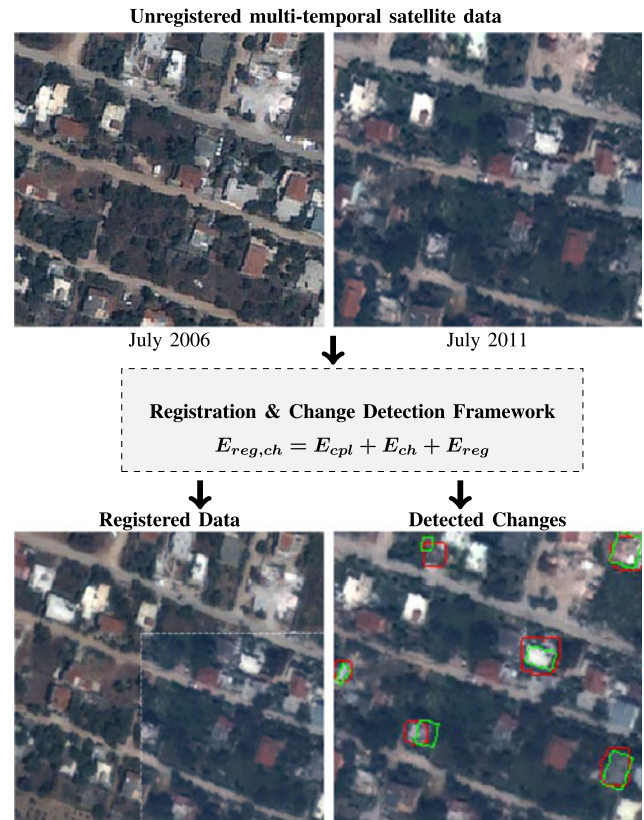 Unregistered multi-temporal satellite data
July 2006
July 2011
Registration & Change Detection Framework
E_{reg,ch} = E_{cpl} + E_{ch} + E_{reg}
Registered Data
Detected Changes